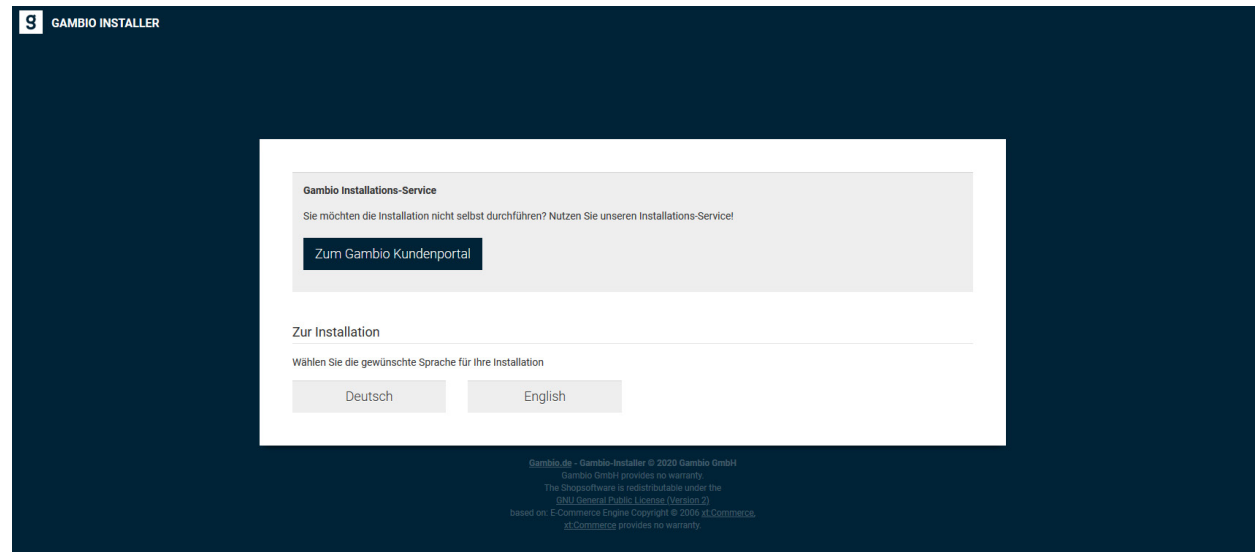 g GAMBIO INSTALLER
Gambio Installations-Service
Sie möchten die Installation nicht selbst durchführen? Nutzen Sie unseren Installations-Service!
Zum Gambio Kundenportal
Zur Installation
Wählen Sie die gewünschte Sprache für Ihre Installation
Deutsch English
Gambio.de - Gambio-Installer © 2020 Gambio GmbH
Gambio GmbH provides no warranty.
The Shopsoftware is redistributable under the
GNU General Public License (Version 2)
based on: E-Commerce Engine Copyright © 2006 xt:Commerce,
xt:Commerce provides no warranty.